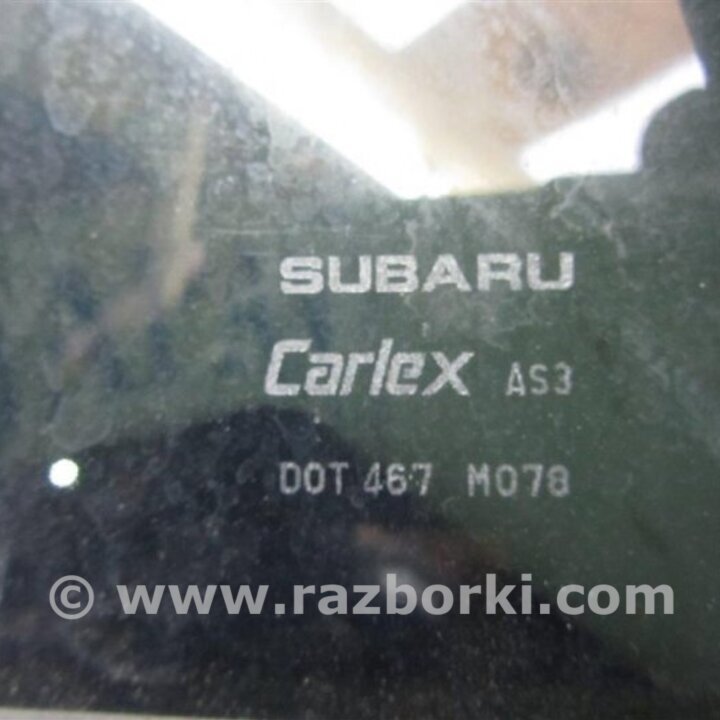 SUBARU
Carlex AS3
DOT 467 M078
© www.razborki.com